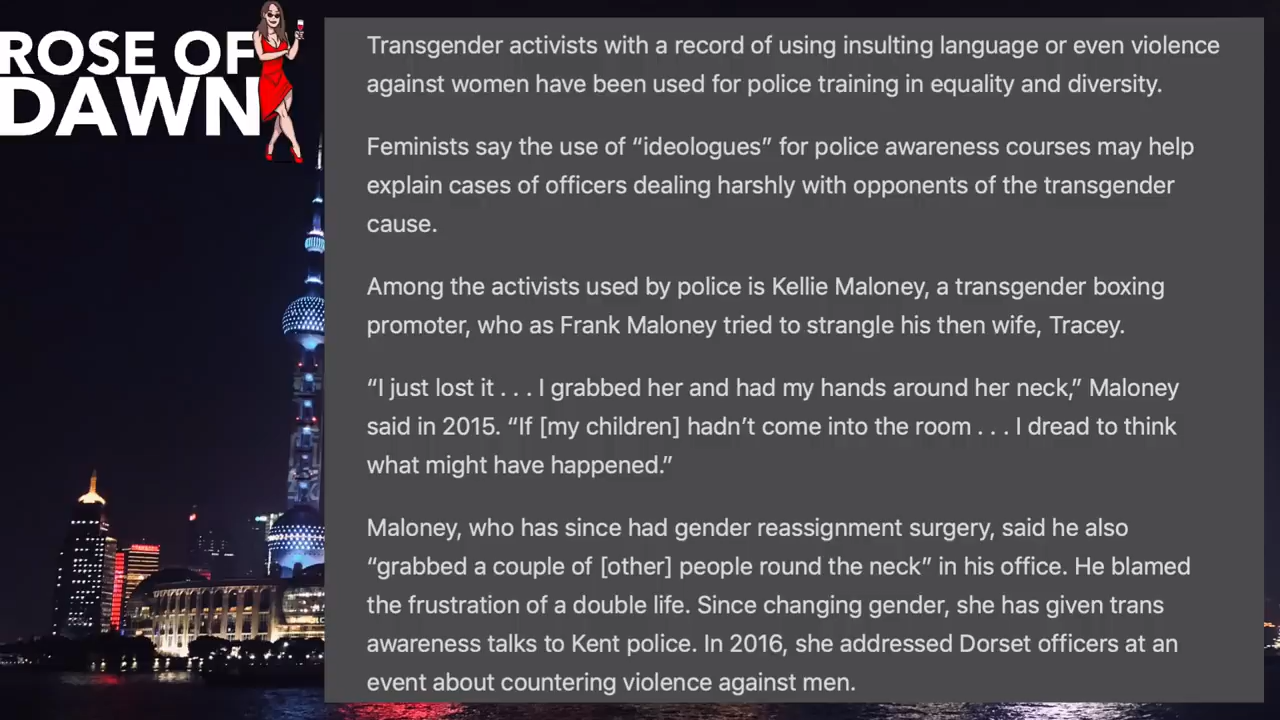 ROSE OF
DAWN
Transgender activists with a record of using insulting language or even violence
against women have been used for police training in equality and diversity.
Feminists say the use of “ideologues” for police awareness courses may help
explain cases of officers dealing harshly with opponents of the transgender
cause.
Among the activists used by police is Kellie Maloney, a transgender boxing
promoter, who as Frank Maloney tried to strangle his then wife, Tracey.
“I just lost it . . . I grabbed her and had my hands around her neck,” Maloney
said in 2015. “If [my children] hadn’t come into the room . . . I dread to think
what might have happened.”
Maloney, who has since had gender reassignment surgery, said he also
“grabbed a couple of [other] people round the neck” in his office. He blamed
the frustration of a double life. Since changing gender, she has given trans
awareness talks to Kent police. In 2016, she addressed Dorset officers at an
event about countering violence against men.